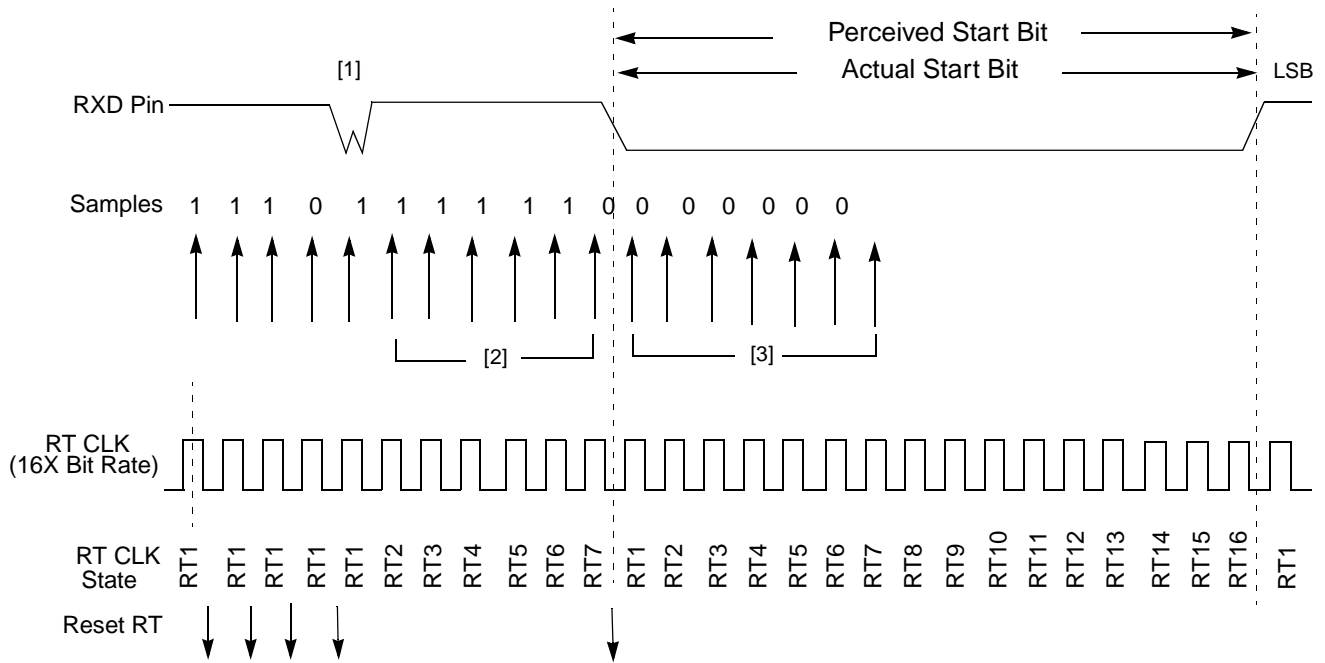 Perceived Start Bit
Actual Start Bit
LSB
[1]
RXD Pin
Samples 1 1 1 0 1 1 1 1 1 1 0 0 0 0 0 0 0
[2] [3]
RT CLK
(16X Bit Rate)
RT CLK
State
RT1 RT1 RT1 RT1 RT1 RT2 RT3 RT4 RT5 RT6 RT7 RT1 RT2 RT3 RT4 RT5 RT6 RT7 RT8 RT9 RT10 RT11 RT12 RT13 RT14 RT15 RT16 RT1
Reset RT